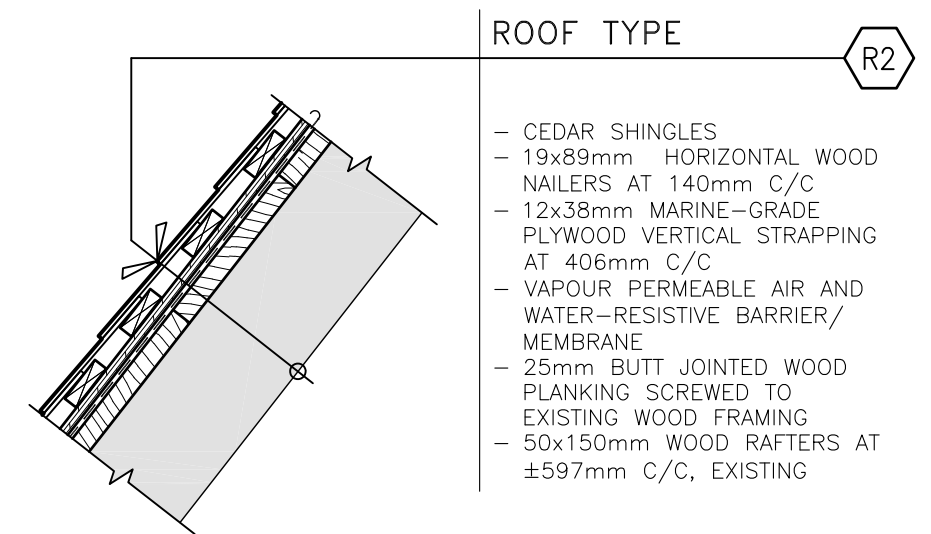 ROOF TYPE
R2
– CEDAR SHINGLES
– 19x89mm HORIZONTAL WOOD
NAILERS AT 140mm C/C
– 12x38mm MARINE–GRADE
PLYWOOD VERTICAL STRAPPING
AT 406mm C/C
– VAPOUR PERMEABLE AIR AND
WATER–RESISTIVE BARRIER/
MEMBRANE
– 25mm BUTT JOINTED WOOD
PLANKING SCREWED TO
EXISTING WOOD FRAMING
– 50x150mm WOOD RAFTERS AT
±597mm C/C, EXISTING